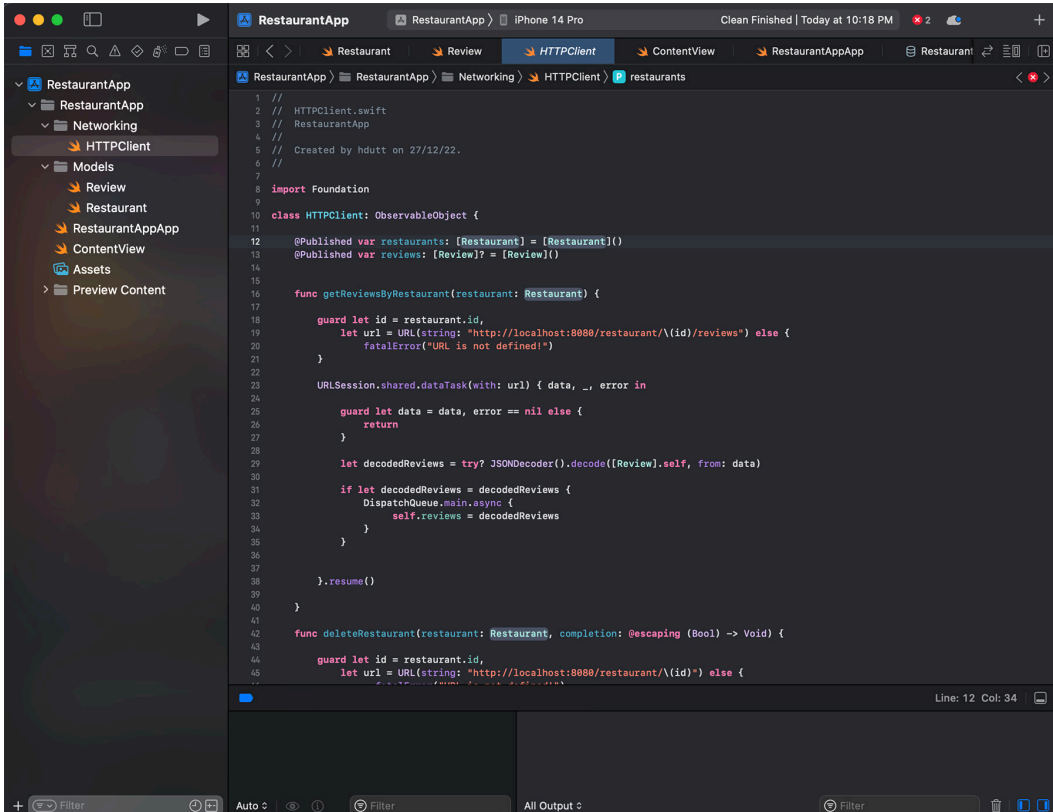 RestaurantApp
RestaurantApp 〉 iPhone 14 Pro
Clean Finished | Today at 10:18 PM
2
Restaurant
Review
HTTPClient
ContentView
RestaurantAppApp
Restaurant
RestaurantApp 〉 RestaurantApp 〉 Networking 〉 HTTPClient 〉 P restaurants
RestaurantApp
RestaurantApp
Networking
HTTPClient
Models
Review
Restaurant
RestaurantAppApp
ContentView
Assets
Preview Content
1 //
2 //  HTTPClient.swift
3 //  RestaurantApp
4 //
5 //  Created by hdutt on 27/12/22.
6 //
7
8 import Foundation
9
10 class HTTPClient: ObservableObject {
11
12     @Published var restaurants: [Restaurant] = [Restaurant]()
13     @Published var reviews: [Review]? = [Review]()
14
15
16     func getReviewsByRestaurant(restaurant: Restaurant) {
17
18         guard let id = restaurant.id,
19             let url = URL(string: "http://localhost:8080/restaurant/\(id)/reviews") else {
20                 fatalError("URL is not defined!")
21         }
22
23         URLSession.shared.dataTask(with: url) { data, _, error in
24
25             guard let data = data, error == nil else {
26                 return
27             }
28
29             let decodedReviews = try? JSONDecoder().decode([Review].self, from: data)
30
31             if let decodedReviews = decodedReviews {
32                 DispatchQueue.main.async {
33                      self.reviews = decodedReviews
34                 }
35             }
36
37
38         }.resume()
39
40     }
41
42     func deleteRestaurant(restaurant: Restaurant, completion: @escaping (Bool) -> Void) {
43
44         guard let id = restaurant.id,
45             let url = URL(string: "http://localhost:8080/restaurant/\(id)") else {
Line: 12 Col: 34
Filter
Auto
Filter
All Output
Filter